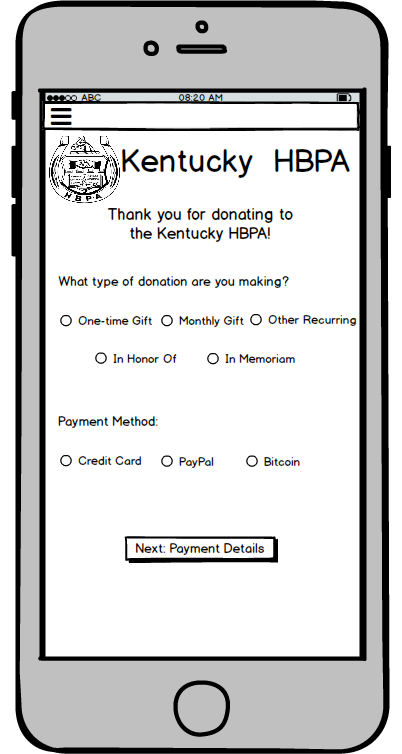 ABC 08:20 AM
Kentucky HBPA
HBPA
Thank you for donating to
the Kentucky HBPA!
What type of donation are you making?
One-time Gift Monthly Gift Other Recurring
In Honor Of In Memoriam
Payment Method:
Credit Card PayPal Bitcoin
Next: Payment Details